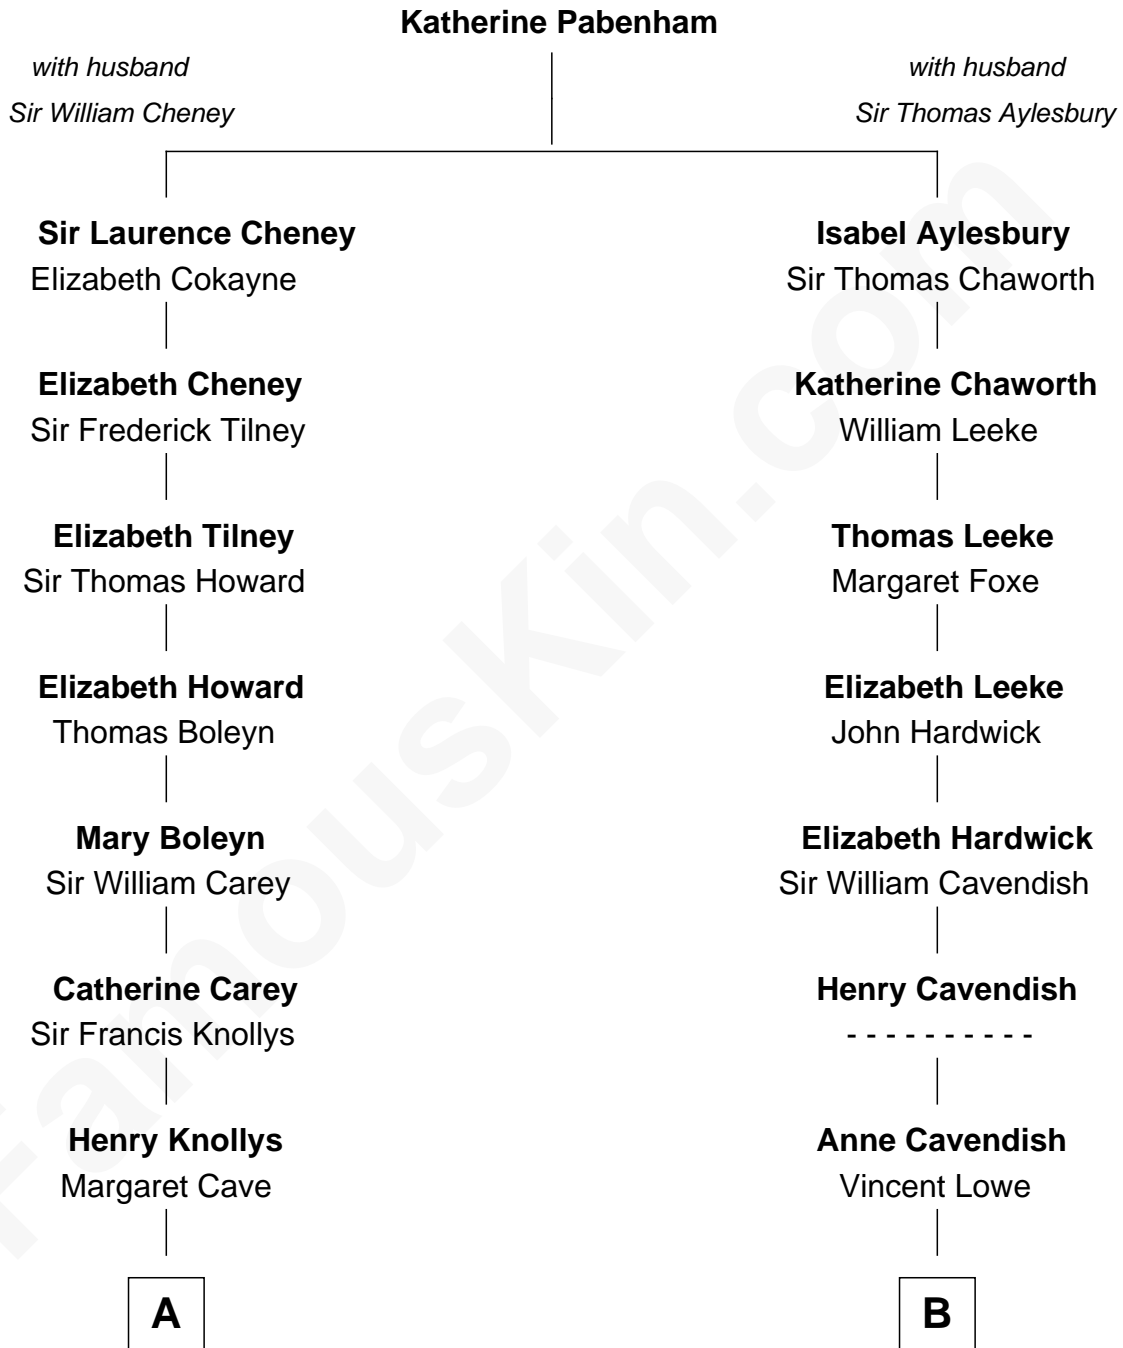 Katherine Pabenham
with husband
Sir William Cheney
with husband
Sir Thomas Aylesbury
Sir Laurence Cheney
Elizabeth Cokayne
Isabel Aylesbury
Sir Thomas Chaworth
Elizabeth Cheney
Sir Frederick Tilney
Katherine Chaworth
William Leeke
Elizabeth Tilney
Sir Thomas Howard
Thomas Leeke
Margaret Foxe
Elizabeth Howard
Thomas Boleyn
Elizabeth Leeke
John Hardwick
Mary Boleyn
Sir William Carey
Elizabeth Hardwick
Sir William Cavendish
Catherine Carey
Sir Francis Knollys
Henry Cavendish
- - - - - - - - - -
Henry Knollys
Margaret Cave
Anne Cavendish
Vincent Lowe
A
B
FamousKin.com